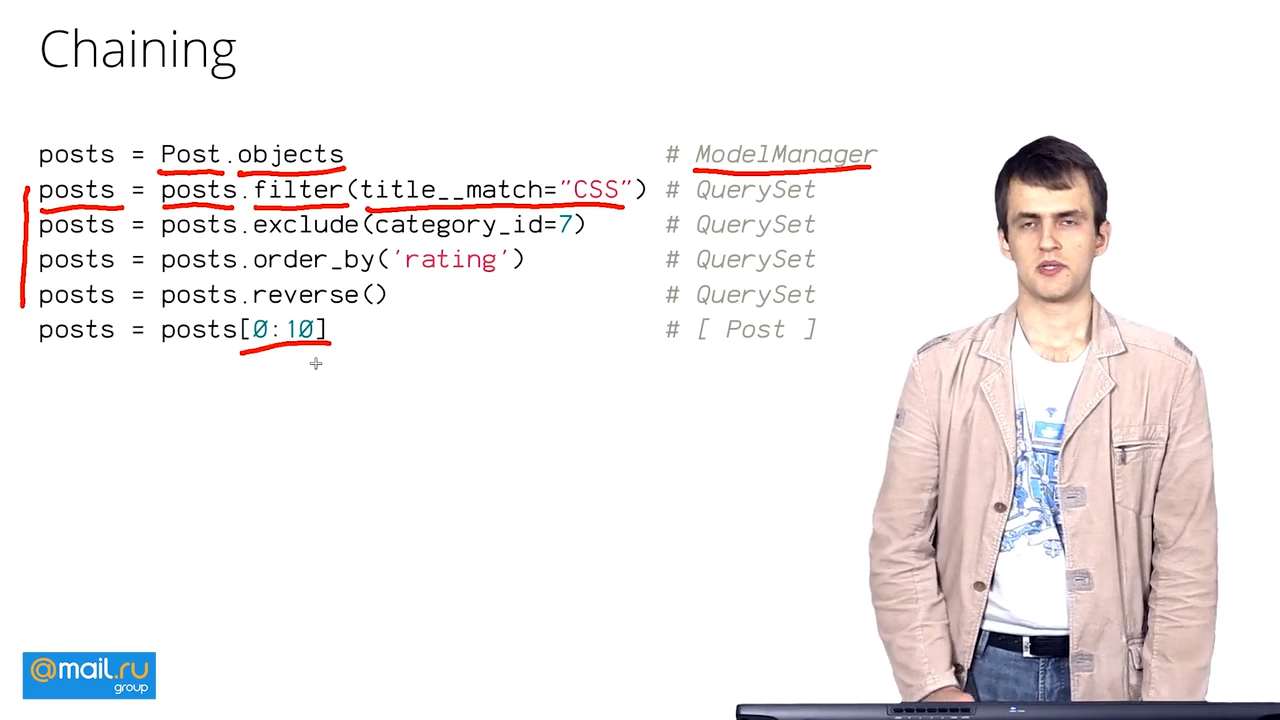 Chaining
posts = Post.objects # ModelManager
posts = posts.filter(title__match="CSS") # QuerySet
posts = posts.exclude(category_id=7) # QuerySet
posts = posts.order_by('rating') # QuerySet
posts = posts.reverse() # QuerySet
posts = posts[0:10] # [ Post ]
@mail.ru
group